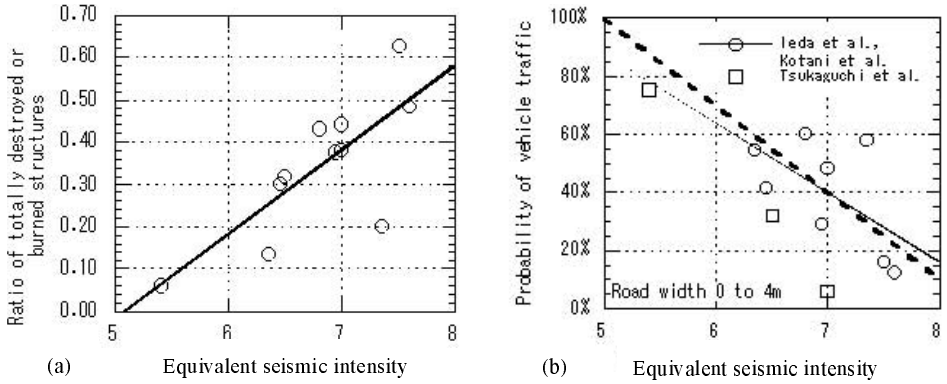 Ratio of totally destroyed or
burned structures
0.70
0.60
0.50
0.40
0.30
0.20
0.10
0.00
5
6
7
8
(a)
Equivalent seismic intensity
Probability of vehicle traffic
100%
80%
60%
40%
20%
0%
Ieda et al.,
Kotani et al.
Tsukaguchi et al.
Road width 0 to 4m
5
6
7
8
(b)
Equivalent seismic intensity